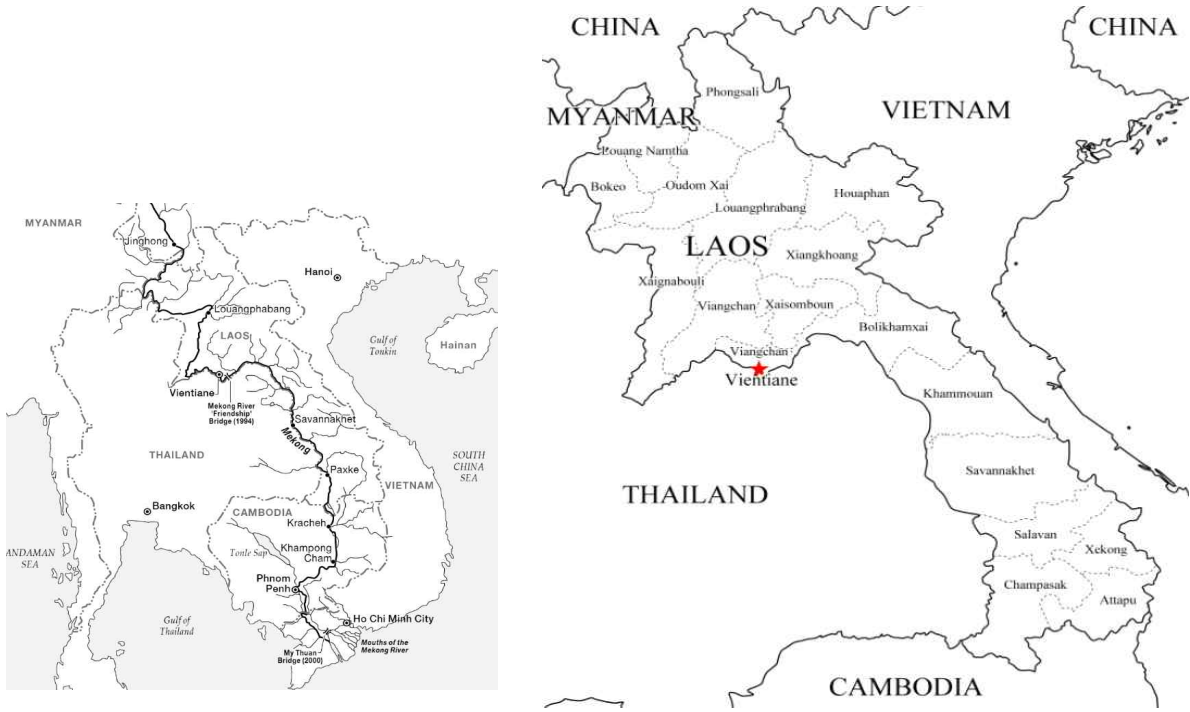 MYANMAR
Jinghong
Hanoi
Louangphabang
LAOS
Gulf of
Tonkin
Hainan
Vientiane
Mekong River
'Friendship'
Bridge (1994)
Savannakhet
Mekong
THAILAND
SOUTH
CHINA
SEA
Paxke
VIETNAM
Bangkok
CAMBODIA
Kracheh
ANDAMAN
SEA
Tonle Sap
Khampong
Cham
Phnom
Penh
Gulf of
Thailand
Ho Chi Minh City
Mouths of the
Mekong River
My Thuan
Bridge (2000)
CHINA
CHINA
Phongsali
MYANMAR
VIETNAM
Louang Namtha
Bokeo
Oudom Xai
Houaphan
Louangphrabang
LAOS
Xiangkhoang
Xaignabouli
Viangchan
Xaisomboun
Bolikhamxai
Viangchan
Vientiane
Khammouan
Savannakhet
THAILAND
Salavan
Xekong
Champasak
Attapu
CAMBODIA